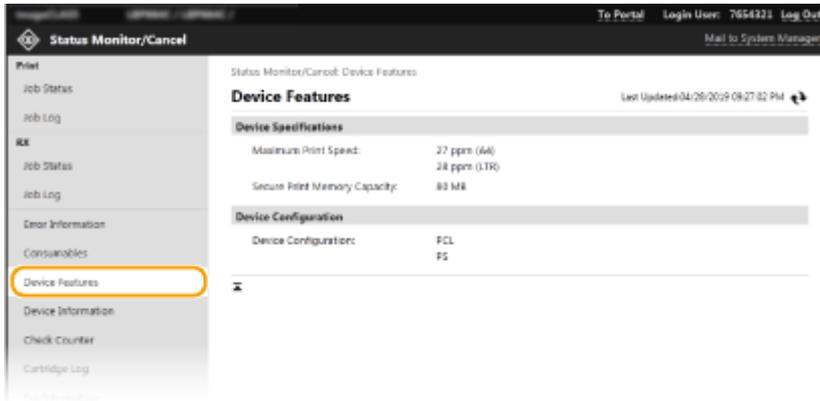 To Portal Login User: 7654321 Log Out
Status Monitor/Cancel
Mail to System Manager
Print
Job Status
Job Log
RX
Job Status
Job Log
Error Information
Consumables
Device Features
Device Information
Check Counter
Cartridge Log
Status Monitor/Cancel: Device Features
Device Features
Last Updated:04/28/2019 09:27:02 PM
Device Specifications
Maximum Print Speed: 27 ppm (A4)
28 ppm (LTR)
Secure Print Memory Capacity: 80 MB
Device Configuration
Device Configuration: PCL
PS